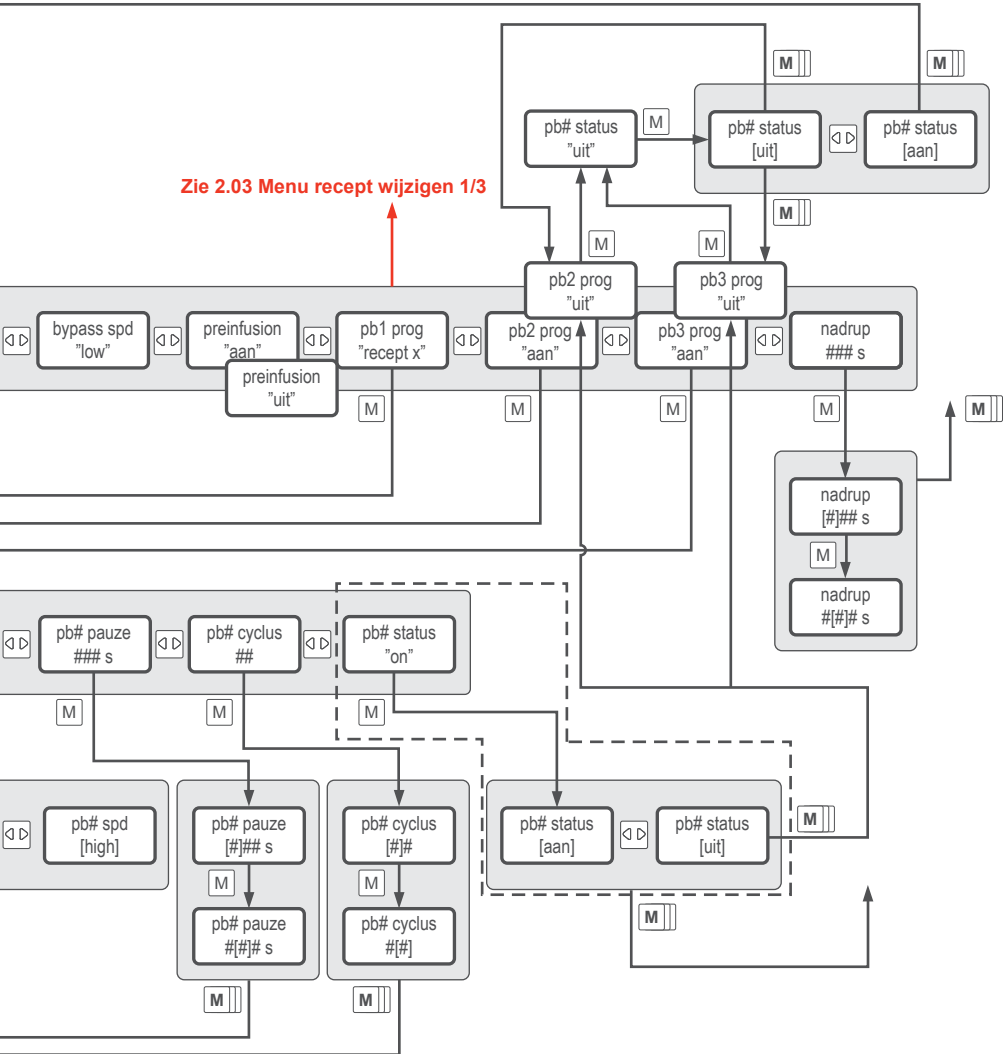 M
M
pb# status
"uit"
M
pb# status
[uit]
pb# status
[aan]
Zie 2.03 Menu recept wijzigen 1/3
M
M
M
pb2 prog
"uit"
pb3 prog
"uit"
bypass spd
"low"
preinfusion
"aan"
pb1 prog
"recept x"
pb2 prog
"aan"
pb3 prog
"aan"
nadrup
### s
preinfusion
"uit"
M
M
M
M
M
nadrup
[#]## s
M
nadrup
#[#]# s
pb# pauze
### s
pb# cyclus
##
pb# status
"on"
M
M
M
pb# spd
[high]
pb# pauze
[#]## s
pb# cyclus
[#]#
pb# status
[aan]
pb# status
[uit]
M
M
M
pb# pauze
#[#]# s
pb# cyclus
#[#]
M
M
M